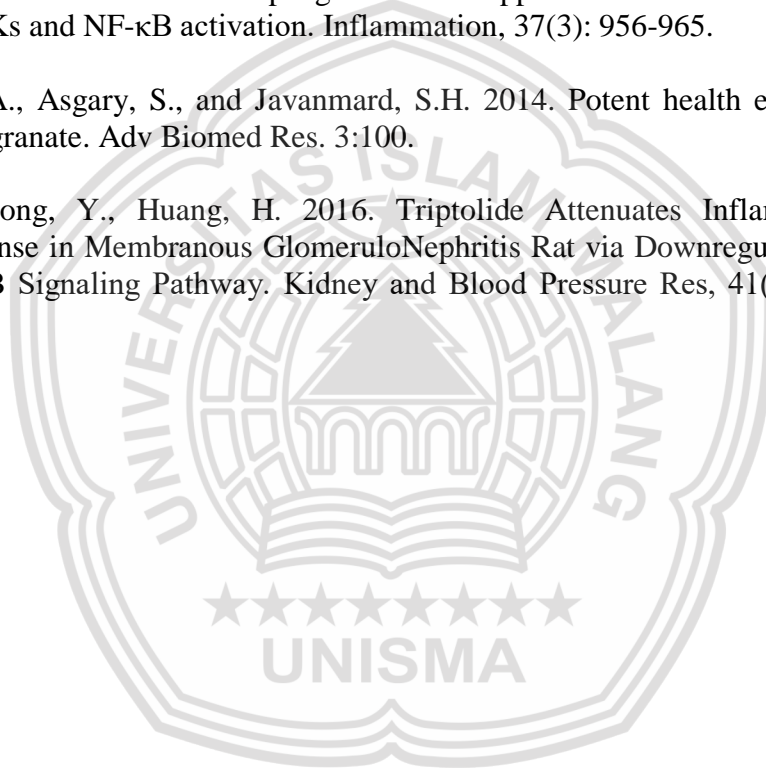 Ks and NF-κB activation. Inflammation, 37(3): 956-965.
A., Asgary, S., and Javanmard, S.H. 2014. Potent health e
granate. Adv Biomed Res. 3:100.
ong, Y., Huang, H. 2016. Triptolide Attenuates Inflam
nse in Membranous GlomeruloNephritis Rat via Downregu
B Signaling Pathway. Kidney and Blood Pressure Res, 41(
UNIVERSITAS ISLAM MALANG
UNISMA